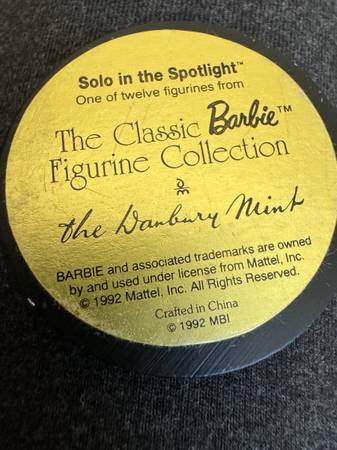 Solo in the Spotlight™
One of twelve figurines from
The Classic Barbie™
Figurine Collection
DM
the Danbury Mint
BARBIE and associated trademarks are owned
by and used under license from Mattel, Inc.
© 1992 Mattel, Inc. All Rights Reserved.
Crafted in China
© 1992 MBI